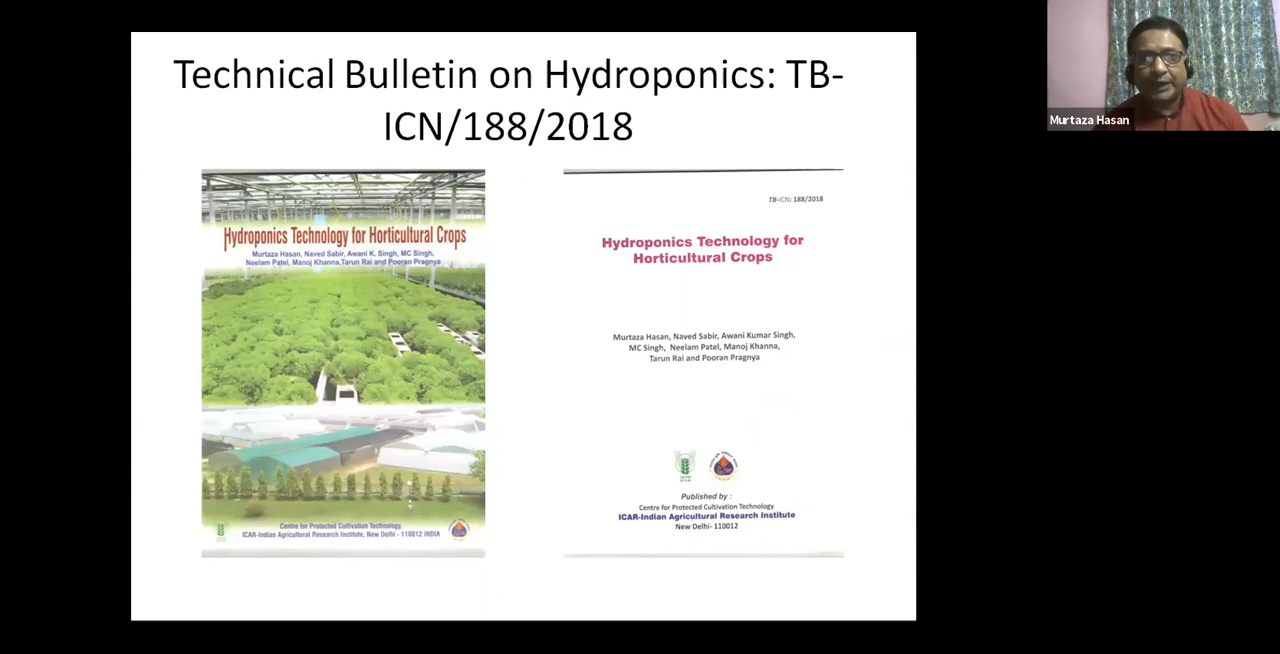 Technical Bulletin on Hydroponics: TB-
ICN/188/2018
Hydroponics Technology for Horticultural Crops
Murtaza Hasan, Naved Sabir, Awani K. Singh, MC Singh,
Neelam Patel, Manoj Khanna,Tarun Rai and Pooran Pragnya
Centre for Protected Cultivation Technology,
ICAR-Indian Agricultural Research Institute, New Delhi - 110012 INDIA
TB-ICN: 188/2018
Hydroponics Technology for
Horticultural Crops
Murtaza Hasan, Naved Sabir, Awani Kumar Singh,
MC Singh, Neelam Patel, Manoj Khanna,
Tarun Rai and Pooran Pragnya
Published by :
Centre for Protected Cultivation Technology
ICAR-Indian Agricultural Research Institute
New Delhi- 110012
Murtaza Hasan